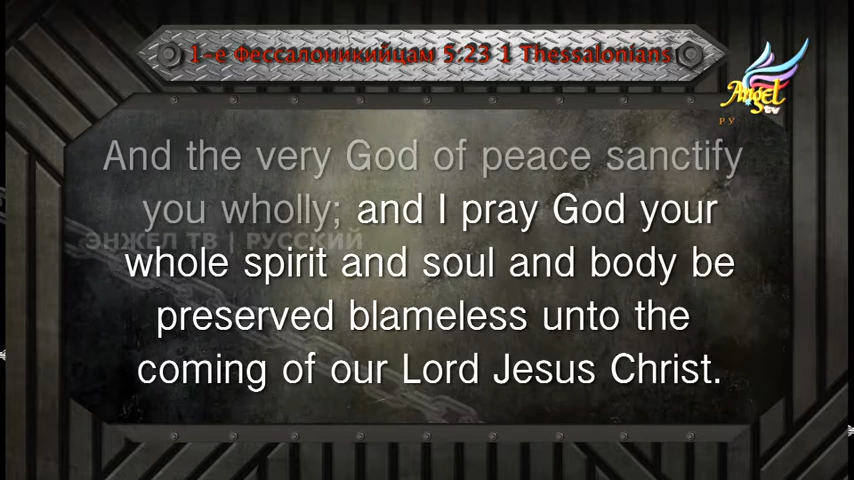 1-е Фессалоникийцам 5:23 1 Thessalonians
Angel
tv
РУ
And the very God of peace sanctify
you wholly; and I pray God your
ЭНЖЕЛ ТВ | РУССКИЙ
whole spirit and soul and body be
preserved blameless unto the
coming of our Lord Jesus Christ.